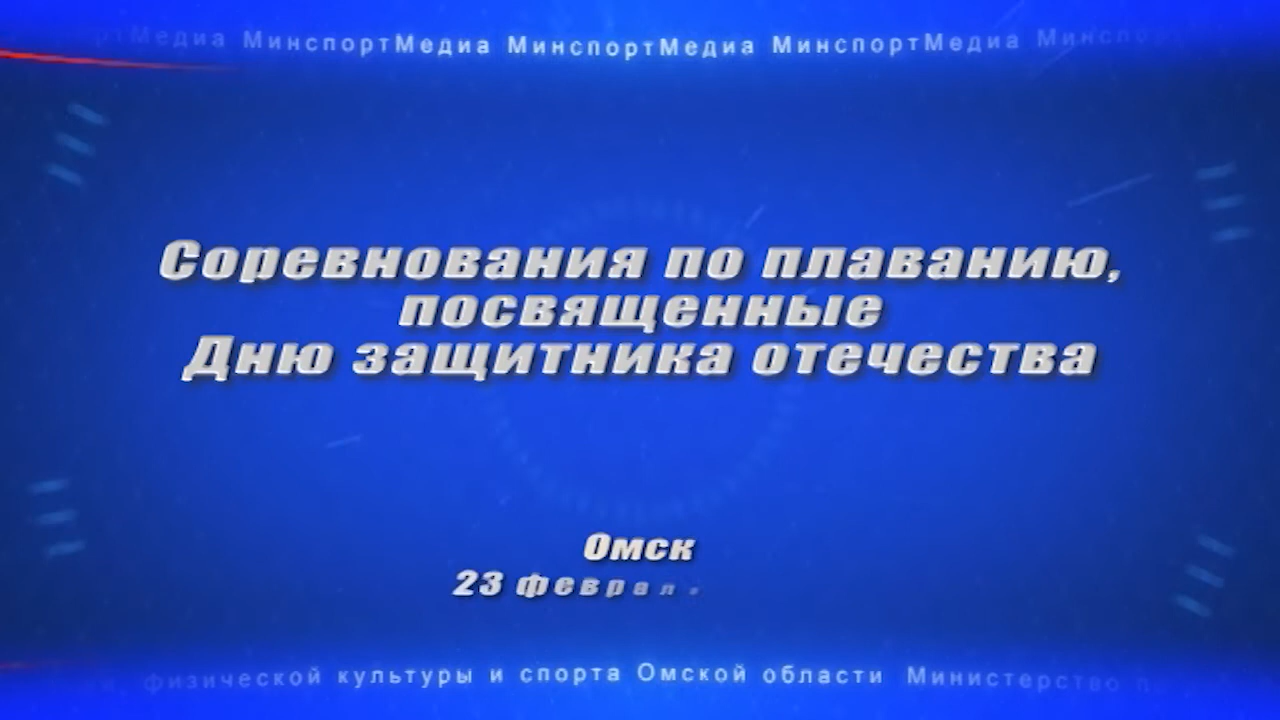 МинспортМедиа МинспортМедиа МинспортМедиа
Соревнования по плаванию,
посвященные
Дню защитника отечества
Омск
23
физической культуры и спорта Омской области Министерство